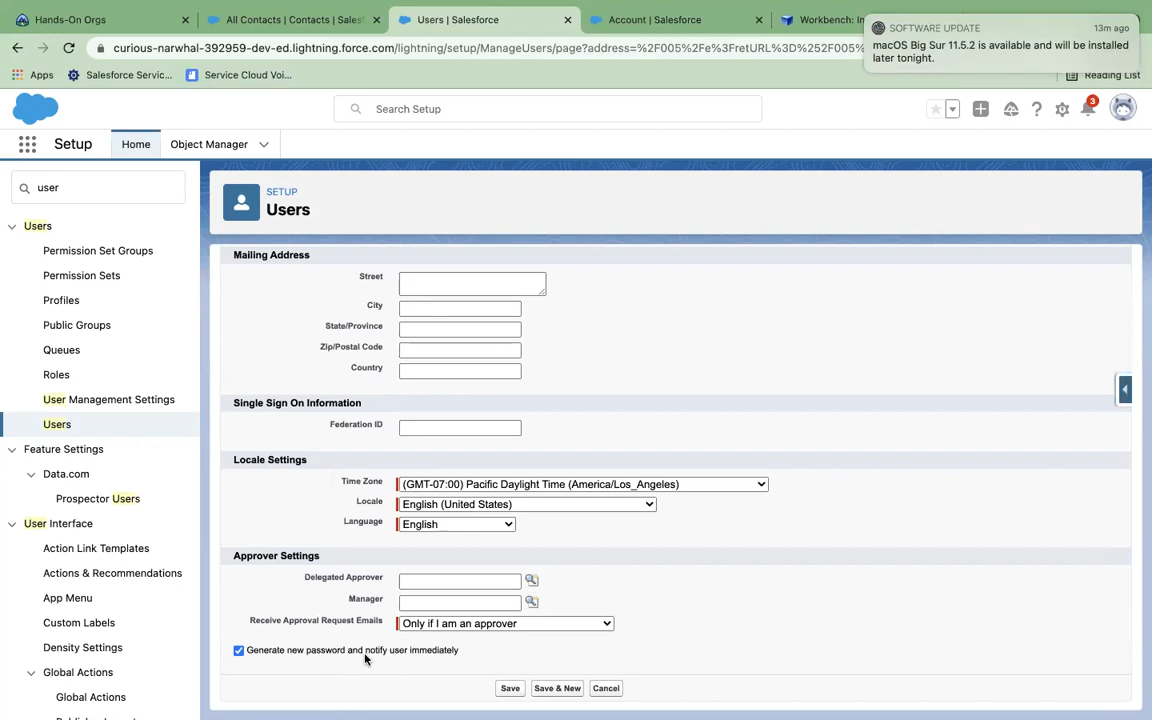 Hands-On Orgs
All Contacts | Contacts | Sales
Users | Salesforce
Account | Salesforce
Workbench: In
curious-narwhal-392959-dev-ed.lightning.force.com/lightning/setup/ManageUsers/page?address=%2F005%2Fe%3FretURL%3D%252F005%
SOFTWARE UPDATE
13m ago
macOS Big Sur 11.5.2 is available and will be installed
later tonight.
Apps
Salesforce Servic...
Service Cloud Voi...
Reading List
Search Setup
3
Setup
Home
Object Manager
user
SETUP
Users
Users
Permission Set Groups
Permission Sets
Profiles
Public Groups
Queues
Roles
User Management Settings
Users
Feature Settings
Data.com
Prospector Users
User Interface
Action Link Templates
Actions & Recommendations
App Menu
Custom Labels
Density Settings
Global Actions
Global Actions
Mailing Address
Street
City
State/Province
Zip/Postal Code
Country
Single Sign On Information
Federation ID
Locale Settings
Time Zone
(GMT-07:00) Pacific Daylight Time (America/Los_Angeles)
Locale
English (United States)
Language
English
Approver Settings
Delegated Approver
Manager
Receive Approval Request Emails
Only if I am an approver
Generate new password and notify user immediately
Save
Save & New
Cancel